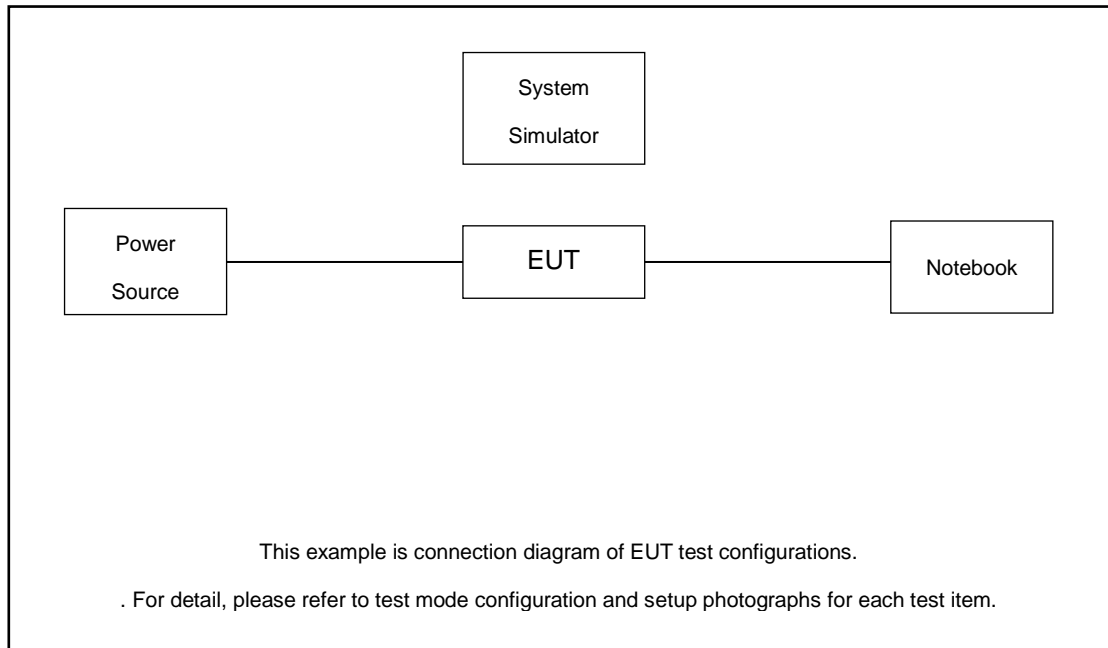 System
Simulator
Power
Source
EUT
Notebook
This example is connection diagram of EUT test configurations.
. For detail, please refer to test mode configuration and setup photographs for each test item.